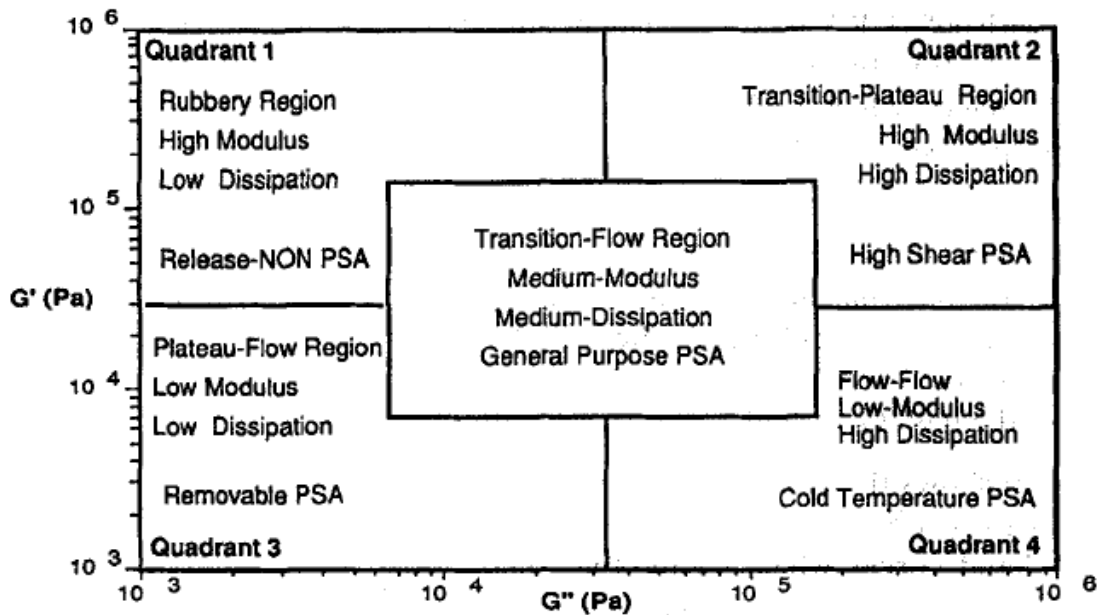 10 6
Quadrant 1
Quadrant 2
Rubbery Region
High Modulus
Low Dissipation
Transition-Plateau Region
High Modulus
High Dissipation
10 5
Release-NON PSA
High Shear PSA
Transition-Flow Region
Medium-Modulus
Medium-Dissipation
General Purpose PSA
G' (Pa)
Plateau-Flow Region
Low Modulus
Low Dissipation
10 4
Flow-Flow
Low-Modulus
High Dissipation
Removable PSA
Cold Temperature PSA
Quadrant 3
Quadrant 4
10 3
10 3
10 4
10 5
10 6
G" (Pa)